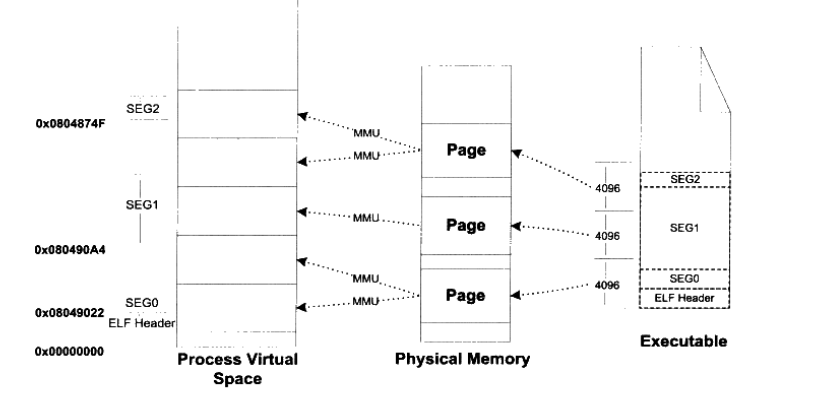 SEG2
0x0804874F
SEG1
0x080490A4
SEG0
0x08049022
ELF Header
0x00000000
Process Virtual
Space
MMU
MMU
MMU
MMU
MMU
Page
Page
Page
Physical Memory
4096
4096
4096
SEG2
SEG1
SEG0
ELF Header
Executable